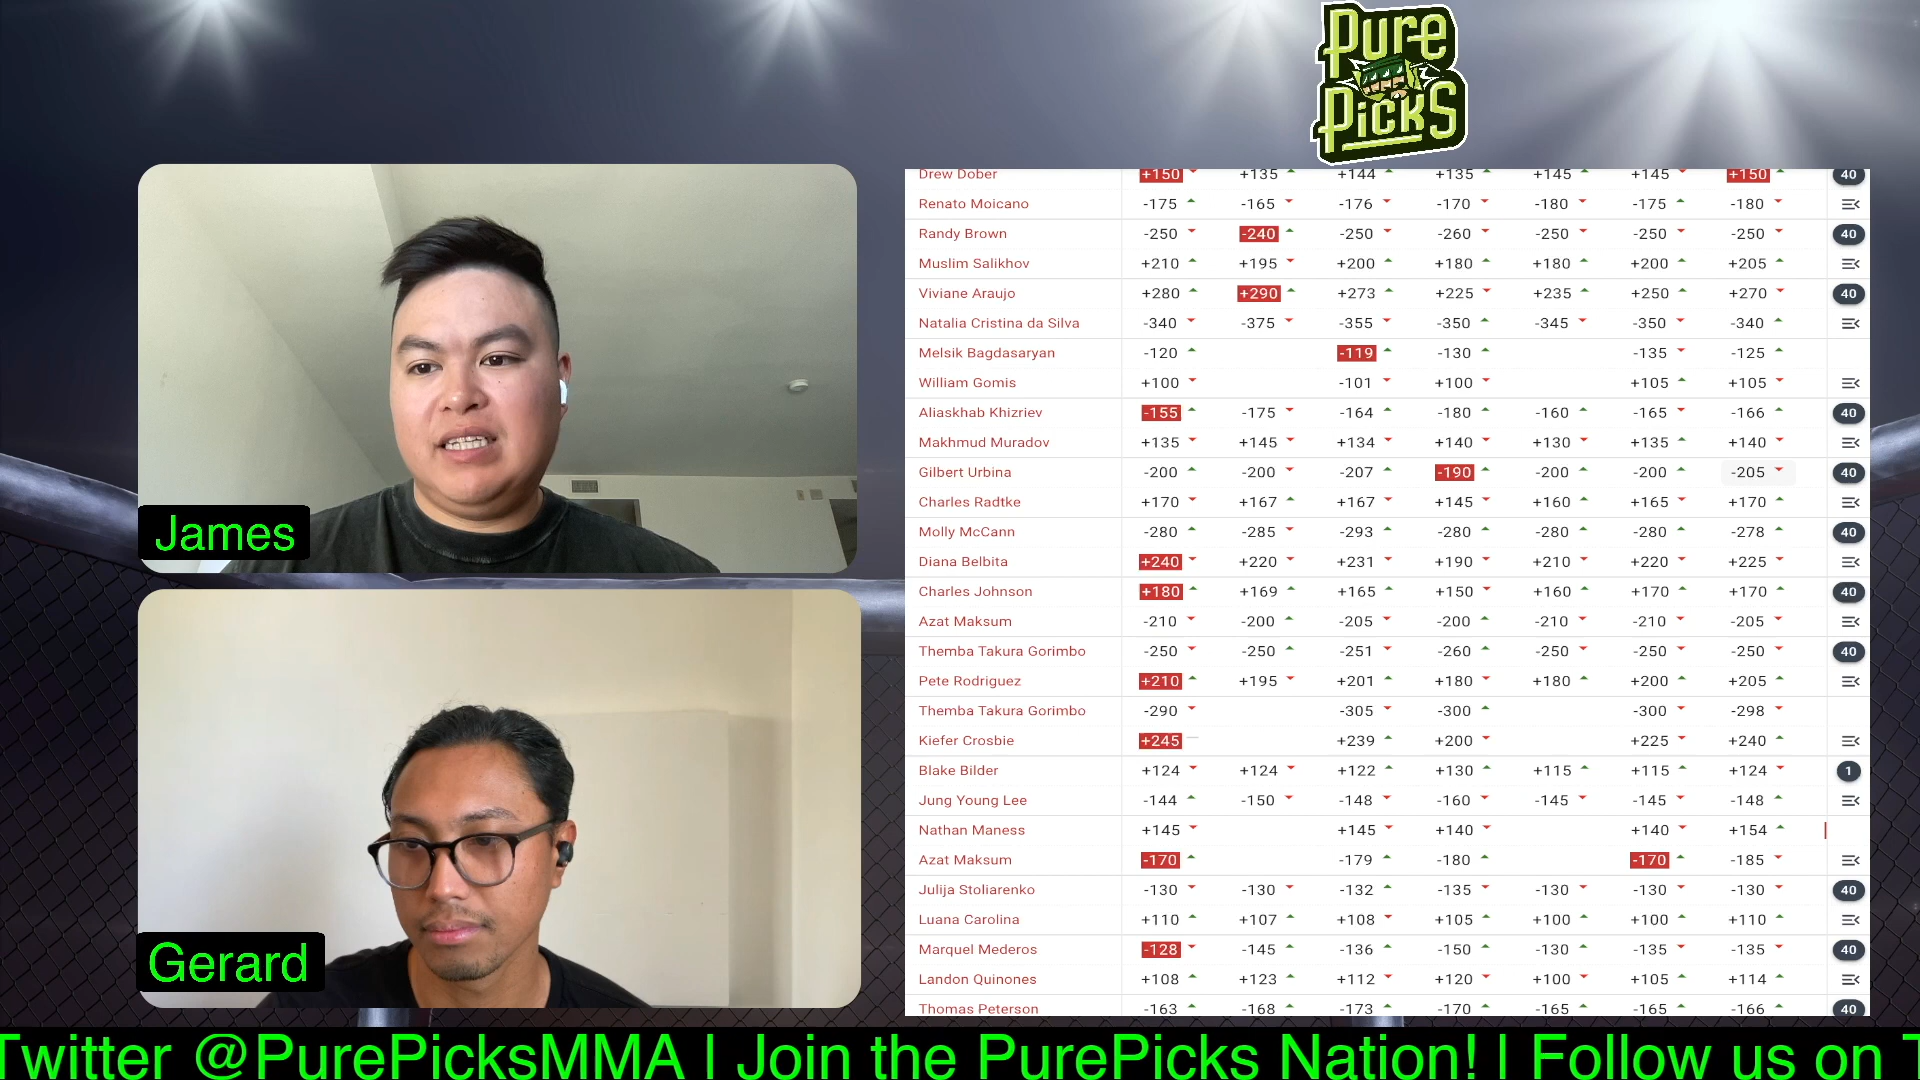 Pure
Picks
James
Gerard
Drew Dober +150 +135 +144 +135 +145 +145 +150 40
Renato Moicano -175 -165 -176 -170 -180 -175 -180
Randy Brown -250 -240 -250 -260 -250 -250 -250 40
Muslim Salikhov +210 +195 +200 +180 +180 +200 +205
Viviane Araujo +280 +290 +273 +225 +235 +250 +270 40
Natalia Cristina da Silva -340 -375 -355 -350 -345 -350 -340
Melsik Bagdasaryan -120 -119 -130 -135 -125
William Gomis +100 -101 +100 +105 +105
Aliaskhab Khizriev -155 -175 -164 -180 -160 -165 -166 40
Makhmud Muradov +135 +145 +134 +140 +130 +135 +140
Gilbert Urbina -200 -200 -207 -190 -200 -200 -205 40
Charles Radtke +170 +167 +167 +145 +160 +165 +170
Molly McCann -280 -285 -293 -280 -280 -280 -278 40
Diana Belbita +240 +220 +231 +190 +210 +220 +225
Charles Johnson +180 +169 +165 +150 +160 +170 +170 40
Azat Maksum -210 -200 -205 -200 -210 -210 -205
Themba Takura Gorimbo -250 -250 -251 -260 -250 -250 -250 40
Pete Rodriguez +210 +195 +201 +180 +180 +200 +205
Themba Takura Gorimbo -290 -305 -300 -300 -298
Kiefer Crosbie +245 +239 +200 +225 +240
Blake Bilder +124 +124 +122 +130 +115 +115 +124 1
Jung Young Lee -144 -150 -148 -160 -145 -145 -148
Nathan Maness +145 +145 +140 +140 +154
Azat Maksum -170 -179 -180 -170 -185
Julija Stoliarenko -130 -130 -132 -135 -130 -130 -130 40
Luana Carolina +110 +107 +108 +105 +100 +100 +110
Marquel Mederos -128 -145 -136 -150 -130 -135 -135 40
Landon Quinones +108 +123 +112 +120 +100 +105 +114
Thomas Peterson -163 -168 -173 -170 -165 -165 -166 40
Twitter @PurePicksMMA | Join the PurePicks Nation! | Follow us on T